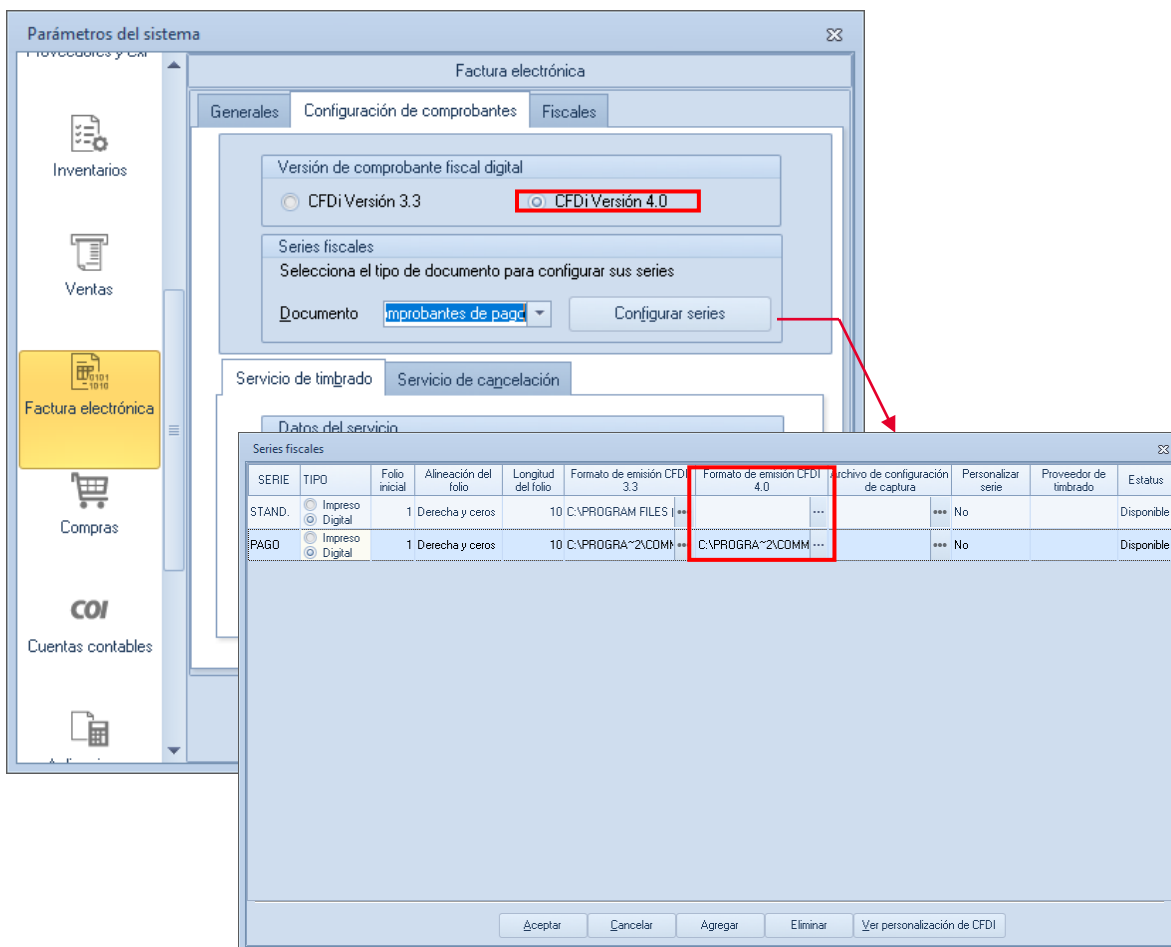 Parámetros del sistema
Proveedores y CxP
Inventarios
Ventas
Factura electrónica
Compras
COI
Cuentas contables
Factura electrónica
Generales Configuración de comprobantes Fiscales
Versión de comprobante fiscal digital
CFDi Versión 3.3 CFDi Versión 4.0
Series fiscales
Selecciona el tipo de documento para configurar sus series
Documento mprobantes de pago Configurar series
Servicio de timbrado Servicio de cancelación
Datos del servicio
Series fiscales
SERIE TIPO Folio inicial Alineación del folio Longitud del folio Formato de emisión CFDI 3.3 Formato de emisión CFDI 4.0 Archivo de configuración de captura Personalizar serie Proveedor de timbrado Estatus
STAND. Impreso Digital 1 Derecha y ceros 10 C:\PROGRAM FILES ( ... ... ... No Disponible
PAGO Impreso Digital 1 Derecha y ceros 10 C:\PROGRA~2\COMM ... C:\PROGRA~2\COMM ... ... No Disponible
Aceptar Cancelar Agregar Eliminar Ver personalización de CFDI